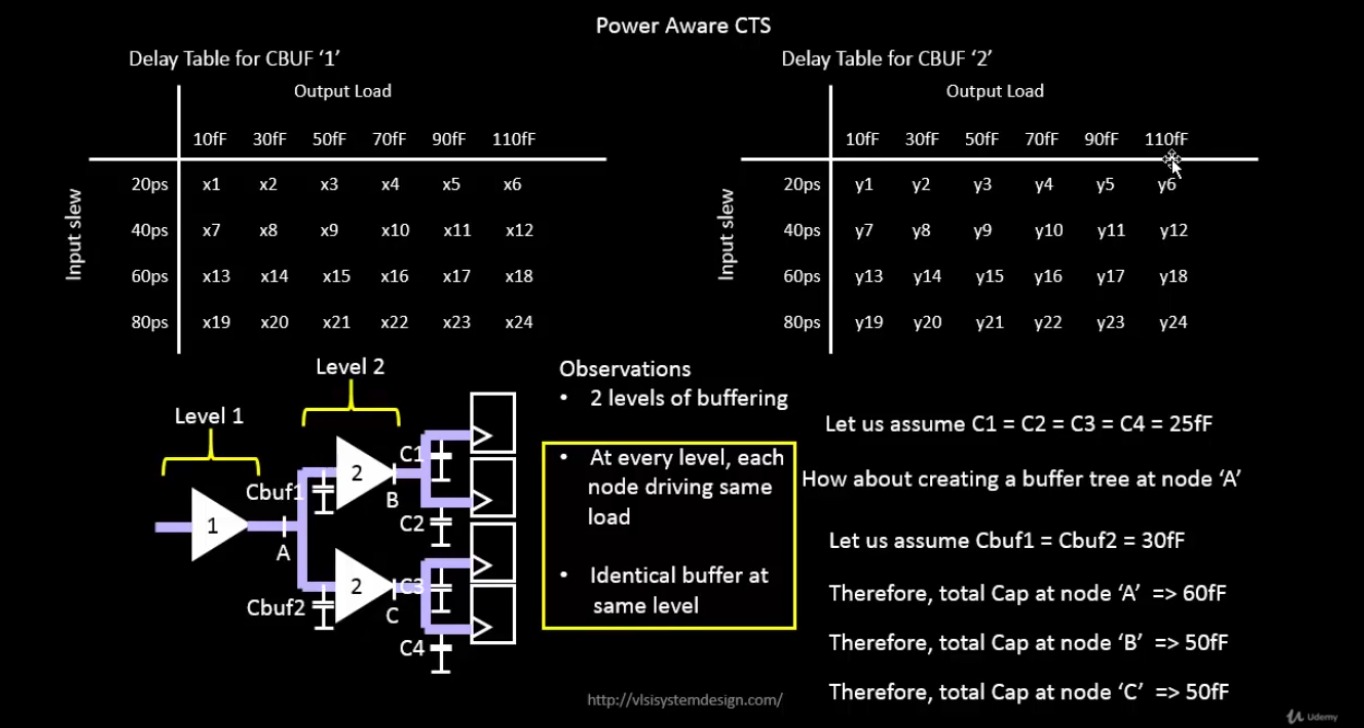 Power Aware CTS
Delay Table for CBUF ‘1’
Output Load
10fF 30fF 50fF 70fF 90fF 110fF
Input slew
20ps x1 x2 x3 x4 x5 x6
40ps x7 x8 x9 x10 x11 x12
60ps x13 x14 x15 x16 x17 x18
80ps x19 x20 x21 x22 x23 x24
Delay Table for CBUF ‘2’
Output Load
10fF 30fF 50fF 70fF 90fF 110fF
Input slew
20ps y1 y2 y3 y4 y5 y6
40ps y7 y8 y9 y10 y11 y12
60ps y13 y14 y15 y16 y17 y18
80ps y19 y20 y21 y22 y23 y24
Level 2
Level 1
C1
2
Cbuf1
B
C2
1
A
2
C3
Cbuf2
C
C4
Observations
• 2 levels of buffering
• At every level, each
node driving same
load
• Identical buffer at
same level
Let us assume C1 = C2 = C3 = C4 = 25fF
How about creating a buffer tree at node ‘A’
Let us assume Cbuf1 = Cbuf2 = 30fF
Therefore, total Cap at node ‘A’ => 60fF
Therefore, total Cap at node ‘B’ => 50fF
Therefore, total Cap at node ‘C’ => 50fF
http://vlsisystemdesign.com/
Udemy